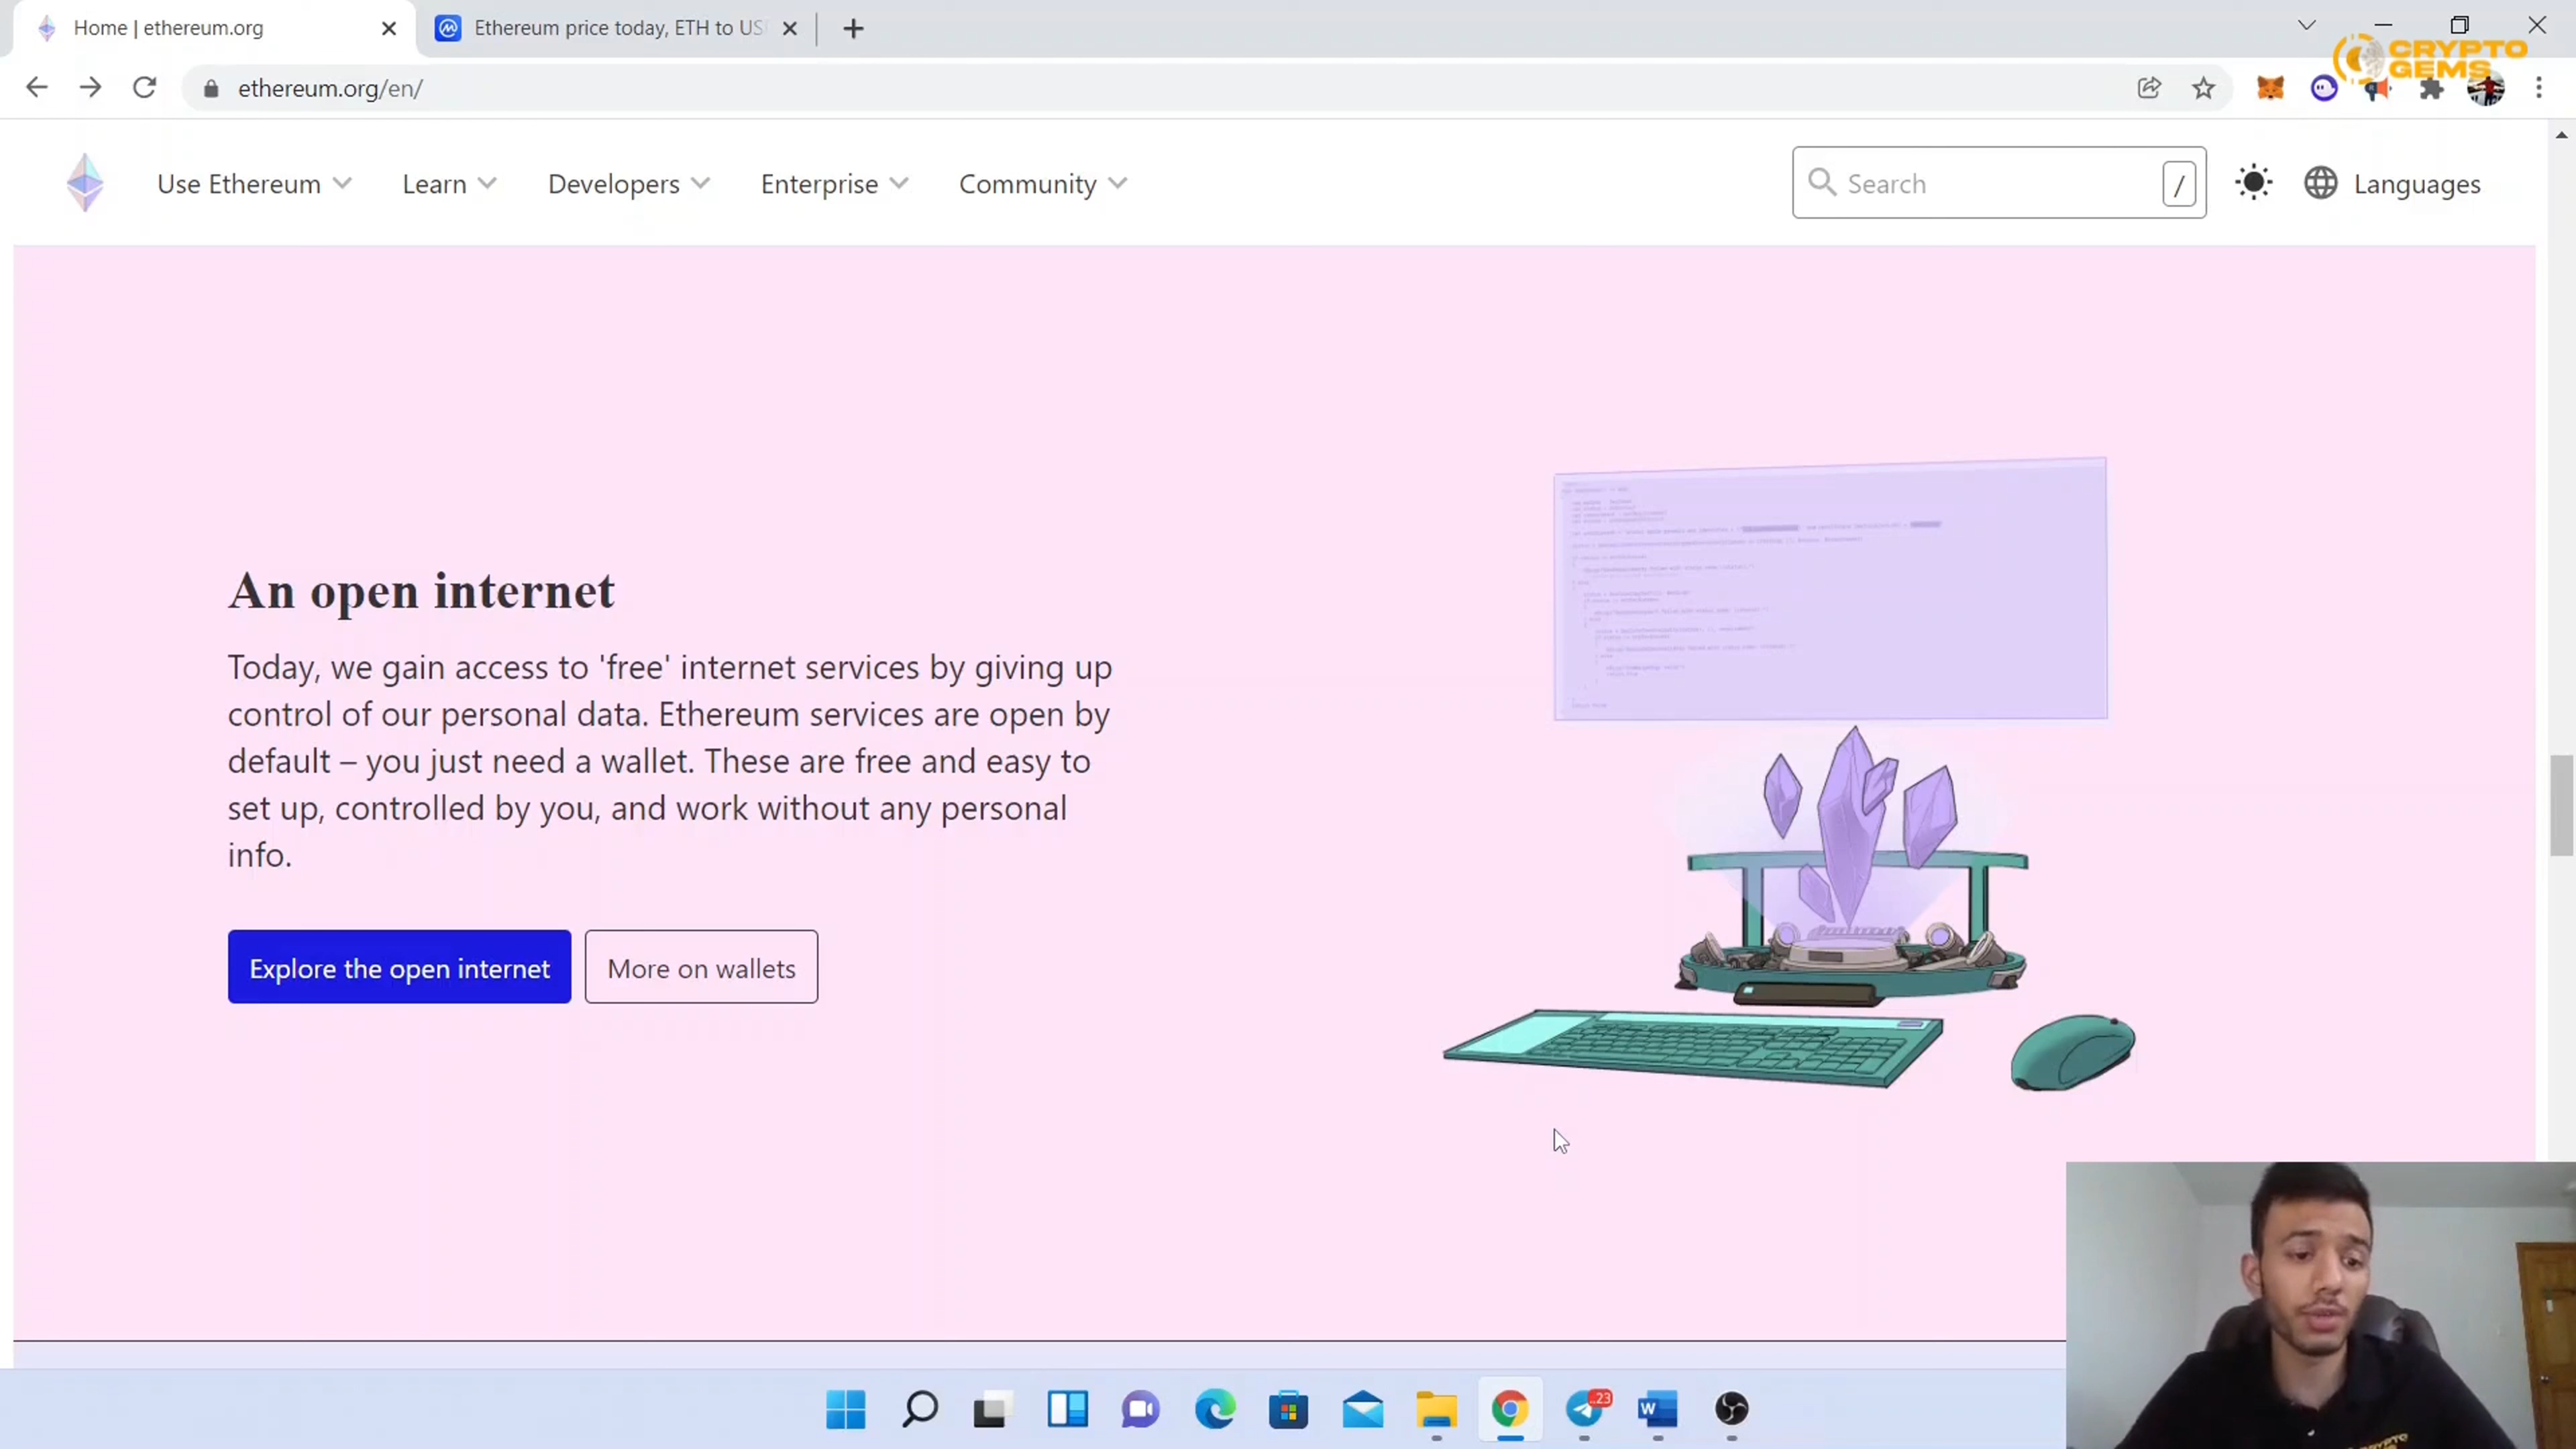 Home | ethereum.org
Ethereum price today, ETH to US
CRYPTO
GEMS
ethereum.org/en/
Use Ethereum
Learn
Developers
Enterprise
Community
Search
/
Languages
An open internet
Today, we gain access to 'free' internet services by giving up
control of our personal data. Ethereum services are open by
default – you just need a wallet. These are free and easy to
set up, controlled by you, and work without any personal
info.
Explore the open internet
More on wallets
23
W
CRYPTO